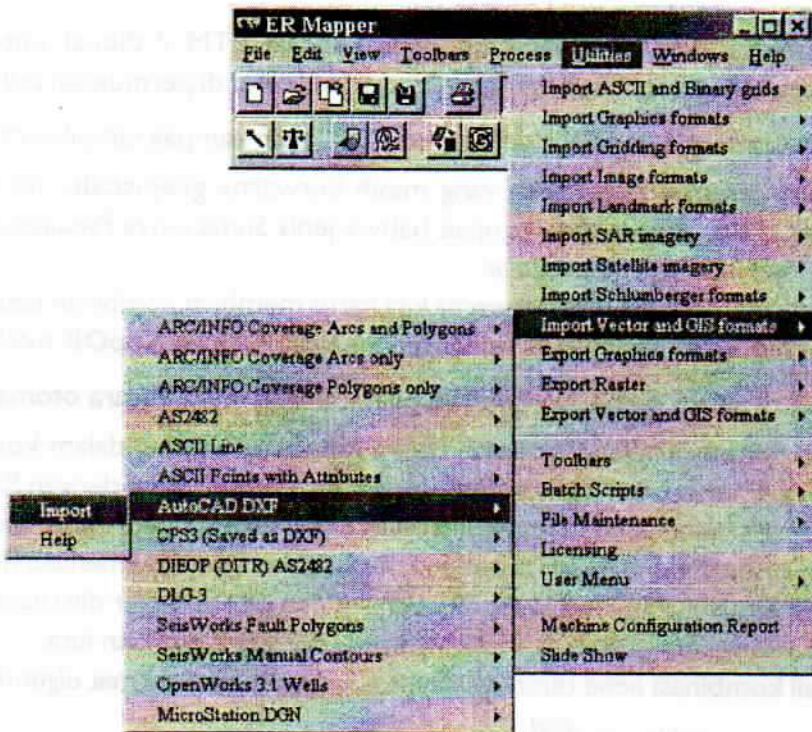 ER Mapper
File Edit View Toolbars Process Utilities Windows Help
Import ASCII and Binary grids
Import Graphics formats
Import Gridding formats
Import Image formats
Import Landmark formats
Import SAR imagery
Import Satellite imagery
Import Schlumberger formats
Import Vector and GIS formats
Export Graphics formats
Export Raster
Export Vector and GIS formats
Toolbars
Batch Scripts
File Maintenance
Licensing...
User Menu
Machine Configuration Report
Slide Show
ARC/INFO Coverage Arcs and Polygons
ARC/INFO Coverage Arcs only
ARC/INFO Coverage Polygons only
AS2482
ASCII Line
ASCII Points with Attributes
AutoCAD DXF
CPS3 (Saved as DXF)
DIEOP (DITR) AS2482
DLG-3
SeisWorks Fault Polygons
SeisWorks Manual Contours
OpenWorks 3.1 Wells
MicroStation DGN
Import
Help